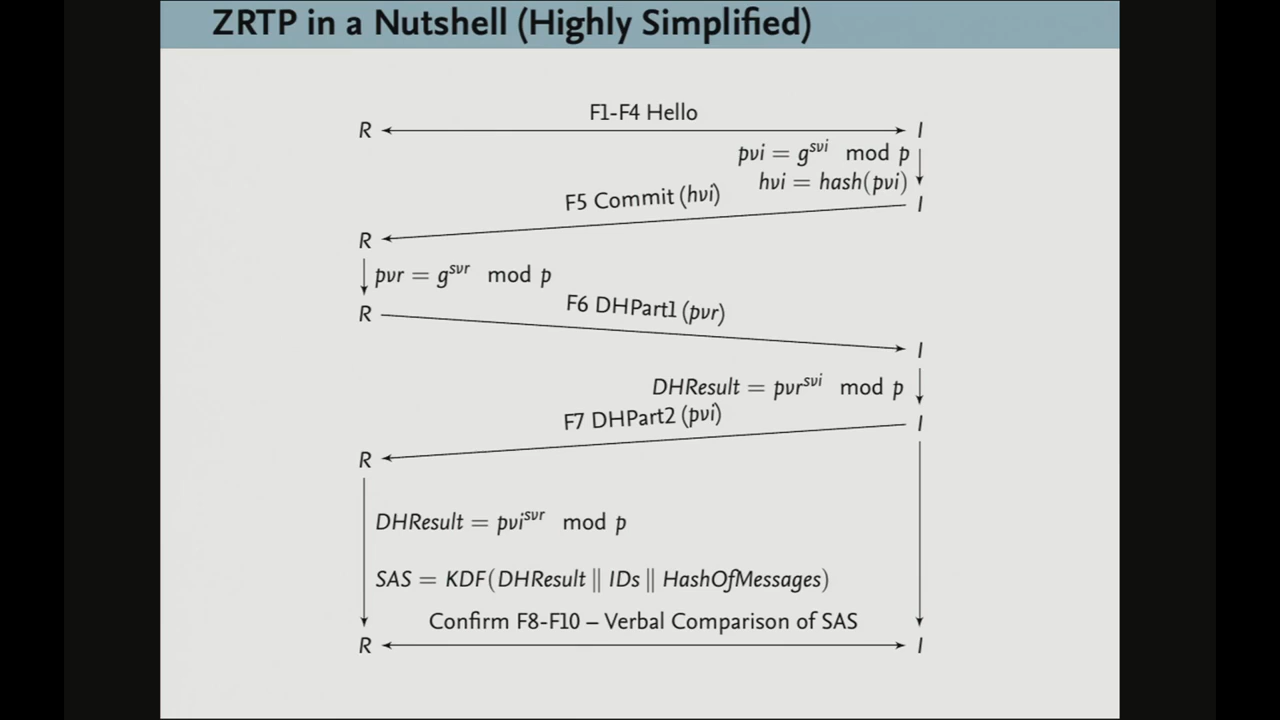 ZRTP in a Nutshell (Highly Simplified)
F1-F4 Hello
R I
pvi = g^svi mod p
hvi = hash(pvi)
F5 Commit (hvi)
I
R
pvr = g^svr mod p
F6 DHPart1 (pvr)
R
I
DHResult = pvr^svi mod p
F7 DHPart2 (pvi)
I
R
DHResult = pvi^svr mod p
SAS = KDF(DHResult || IDs || HashOfMessages)
Confirm F8-F10 – Verbal Comparison of SAS
R I